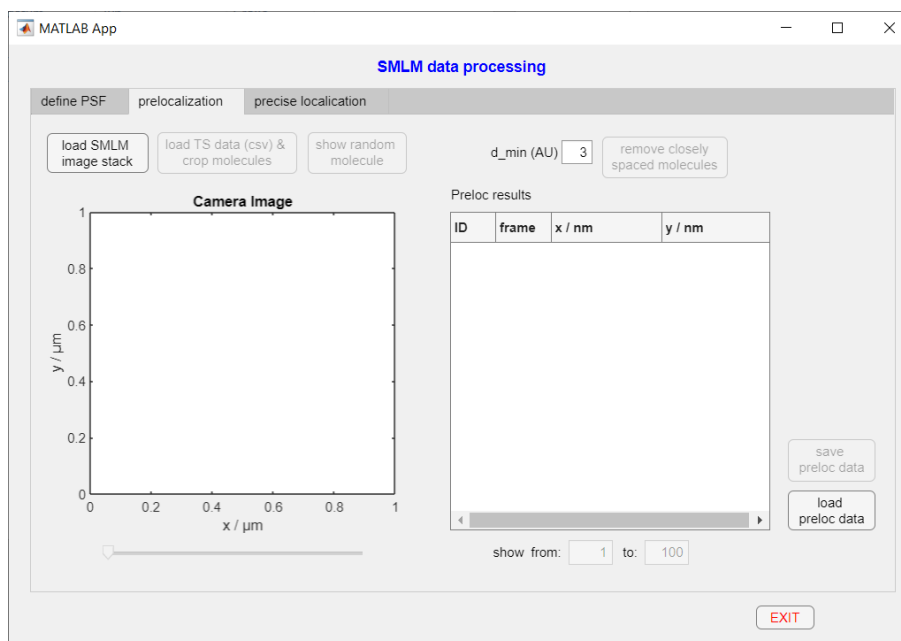 MATLAB App
SMLM data processing
define PSF
prelocalization
precise localication
load SMLM
image stack
load TS data (csv) &
crop molecules
show random
molecule
d_min (AU)
3
remove closely
spaced molecules
Camera Image
1
0.8
0.6
0.4
0.2
0
y / μm
0
0.2
0.4
0.6
0.8
1
x / μm
Preloc results
ID
frame
x / nm
y / nm
save
preloc data
load
preloc data
show from:
1
to:
100
EXIT